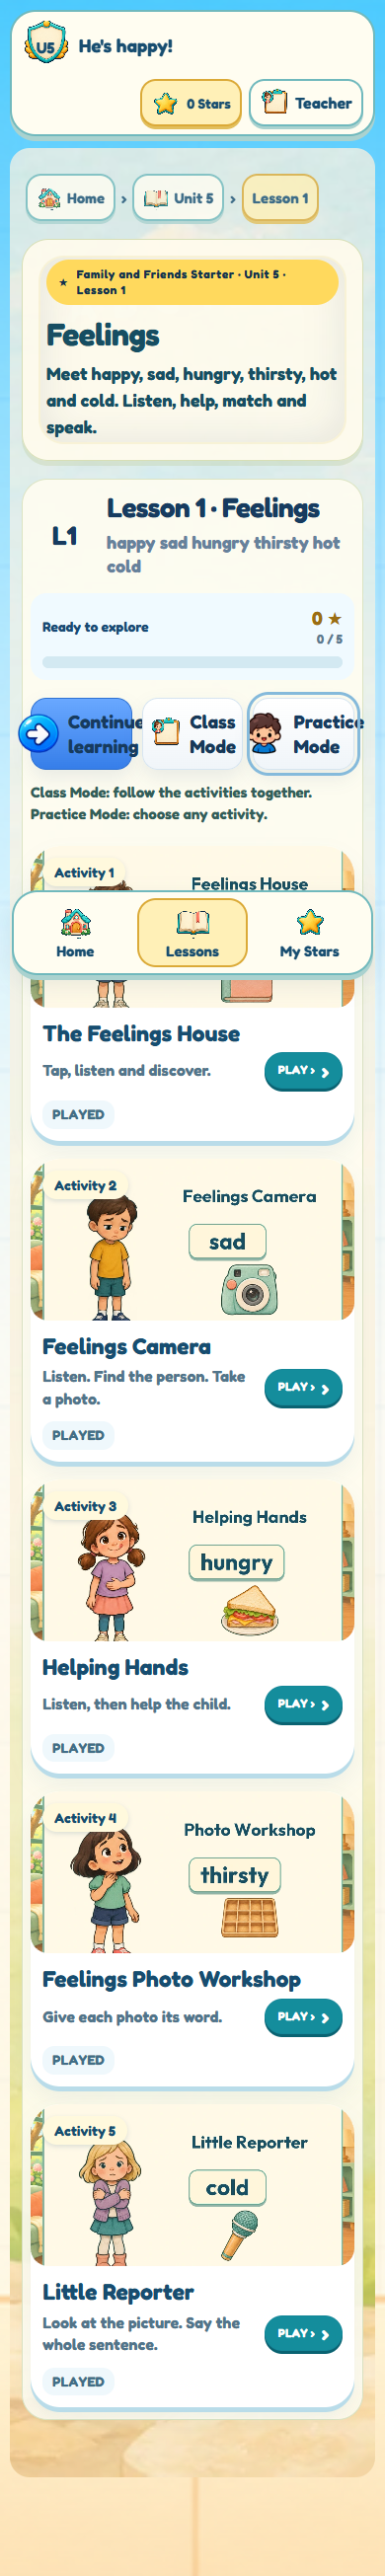 U5
He's happy!
0 Stars
Teacher
Home › Unit 5 › Lesson 1
★ Family and Friends Starter · Unit 5 ·
Lesson 1
Feelings
Meet happy, sad, hungry, thirsty, hot
and cold. Listen, help, match and
speak.
L1
Lesson 1 · Feelings
happy sad hungry thirsty hot
cold
Ready to explore
0 ★
0 / 5
Continue
learning
Class
Mode
Practice
Mode
Class Mode: follow the activities together.
Practice Mode: choose any activity.
Activity 1
Feelings House
Home
Lessons
My Stars
The Feelings House
Tap, listen and discover.
PLAY › ›
PLAYED
Activity 2
Feelings Camera
sad
Feelings Camera
Listen. Find the person. Take
a photo.
PLAY › ›
PLAYED
Activity 3
Helping Hands
hungry
Helping Hands
Listen, then help the child.
PLAY › ›
PLAYED
Activity 4
Photo Workshop
thirsty
Feelings Photo Workshop
Give each photo its word.
PLAY › ›
PLAYED
Activity 5
Little Reporter
cold
Little Reporter
Look at the picture. Say the
whole sentence.
PLAY › ›
PLAYED